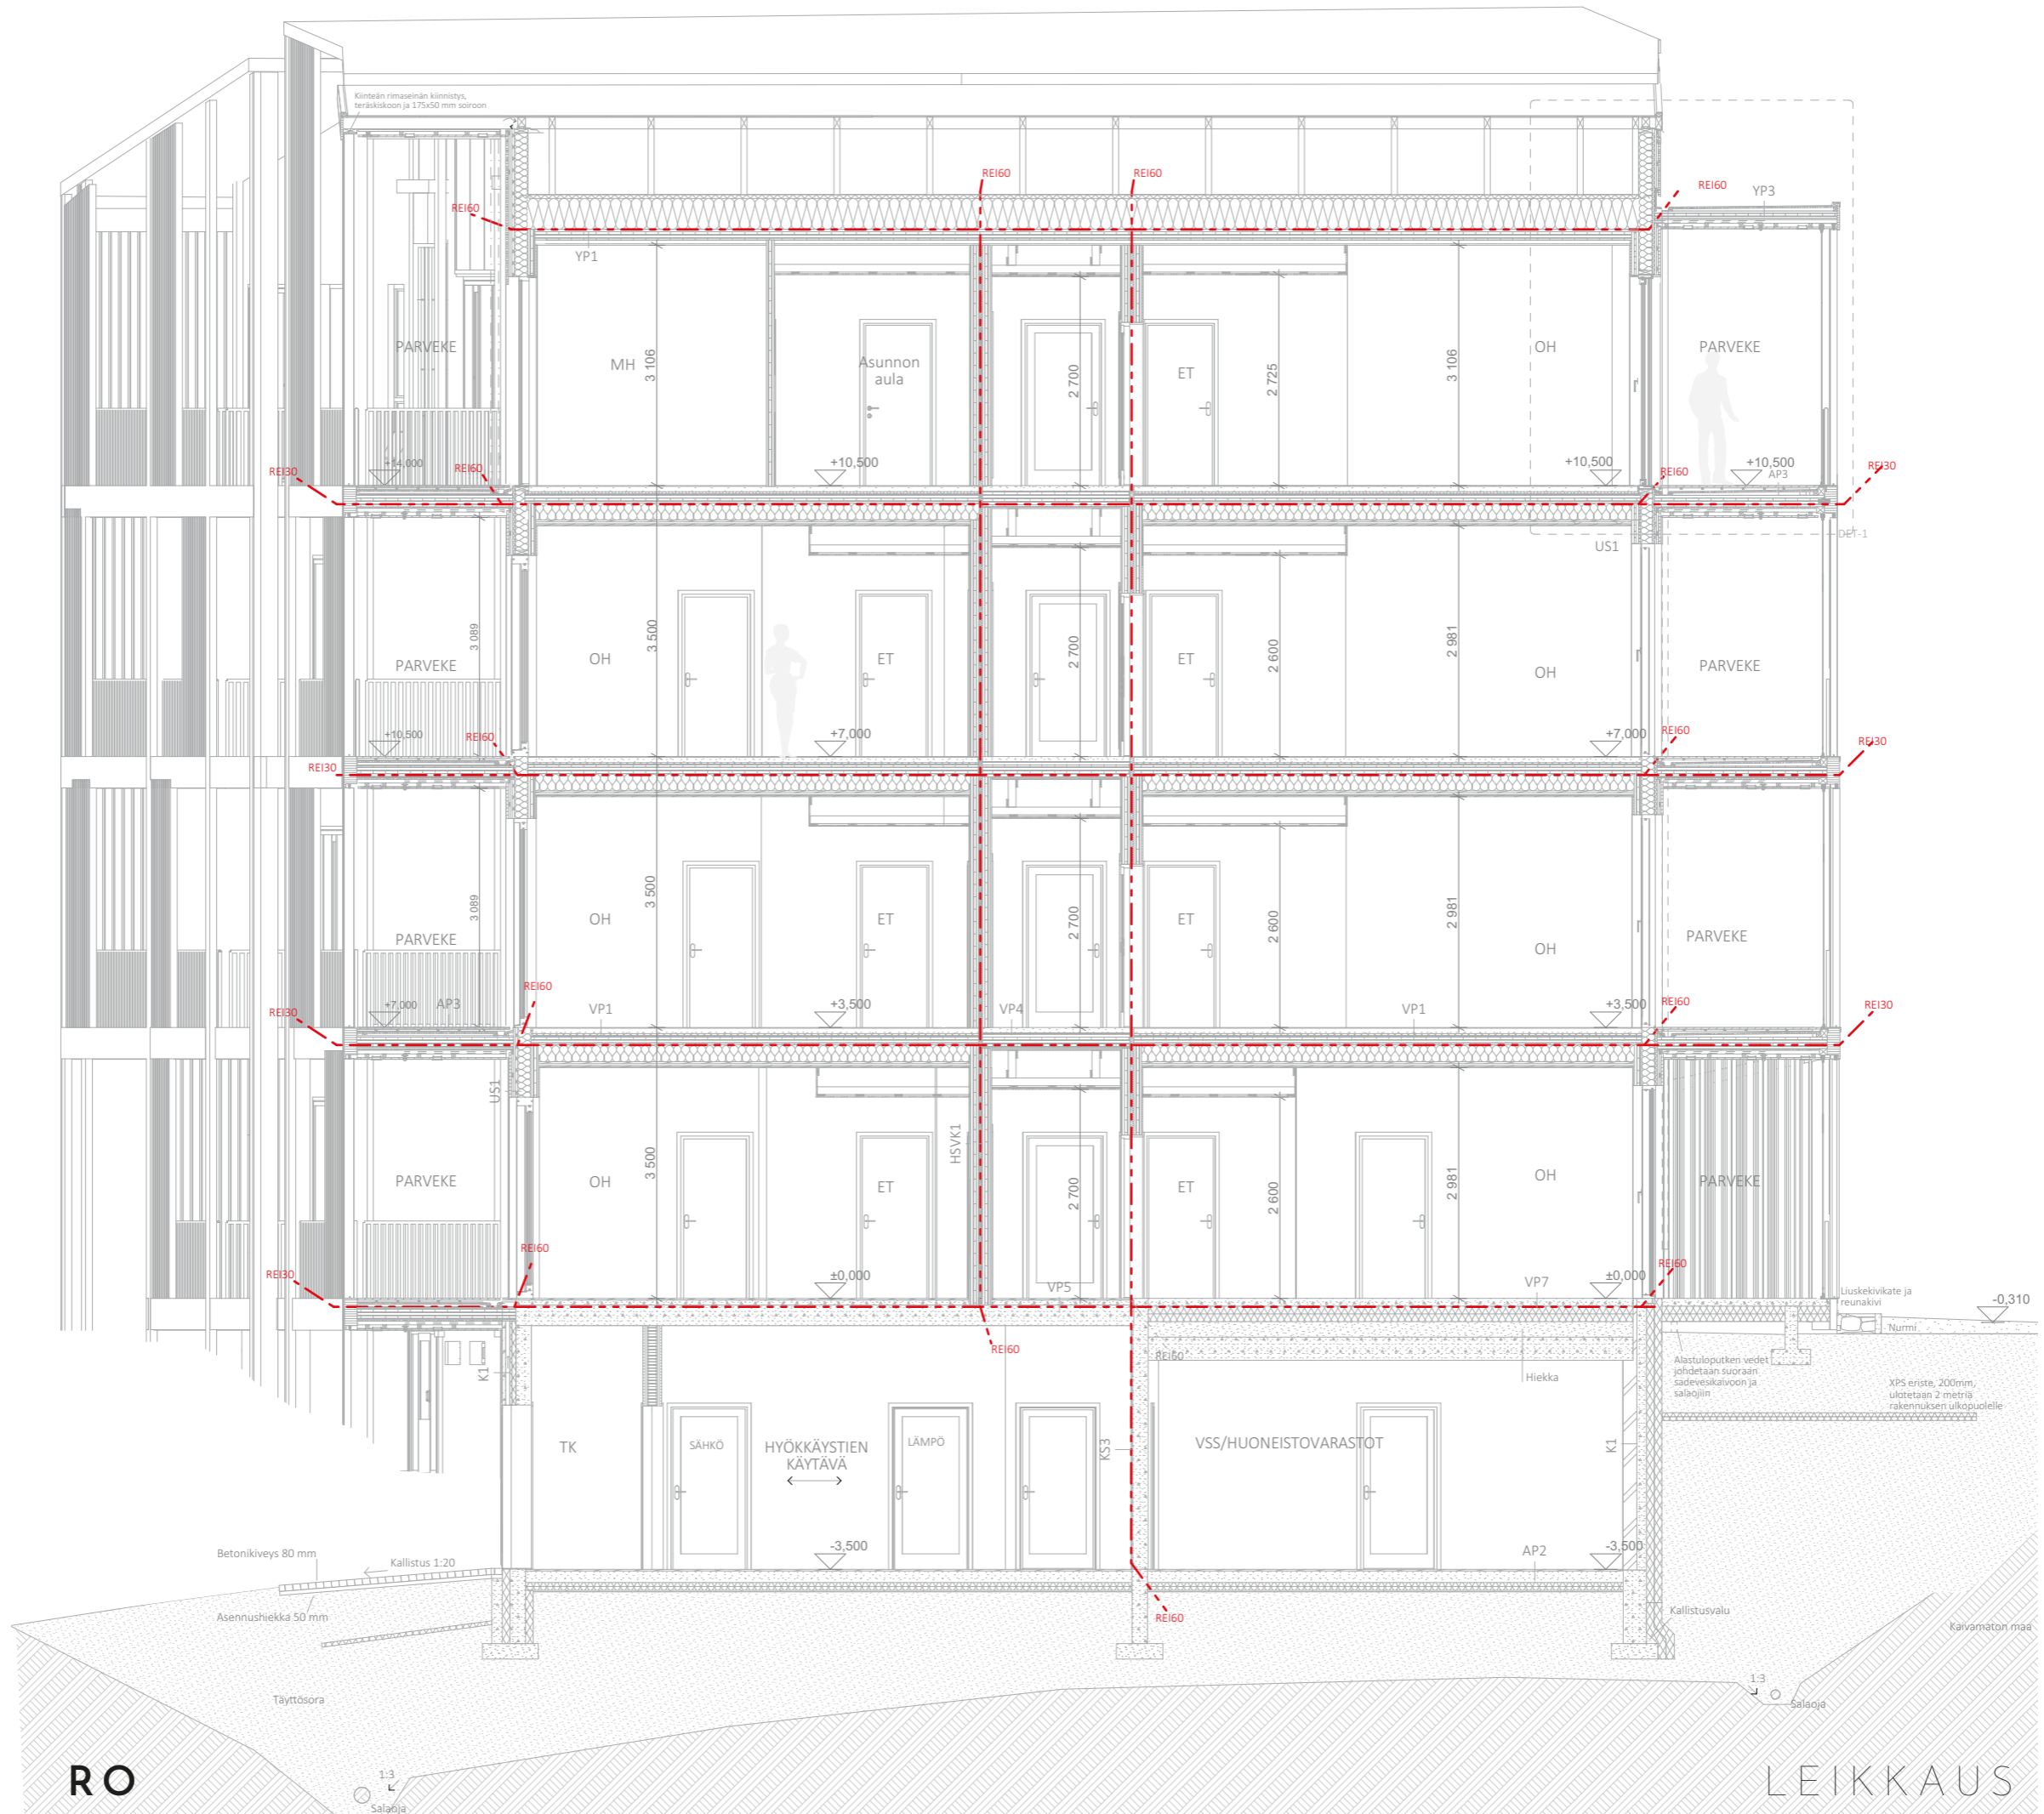 Kiinteän rimaseinän kiinnistys,
teräskiskoon ja 175x50 mm soiroon
REI60
REI60
REI60
REI60
YP3
YP1
PARVEKE
MH
3 106
Asunnon
aula
2 700
ET
2 725
3 106
OH
PARVEKE
REI30
+14,000
REI60
+10,500
+10,500
REI60
+10,500
AP3
REI30
DET-1
US1
3 089
PARVEKE
OH
3 500
ET
2 700
ET
2 600
2 981
OH
PARVEKE
+10,500
REI60
REI30
+7,000
+7,000
REI60
REI30
3 089
PARVEKE
OH
3 500
ET
2 700
ET
2 600
2 981
OH
PARVEKE
REI60
REI30
+7,000
AP3
VP1
+3,500
VP4
VP1
+3,500
REI60
REI30
US1
HSVK1
PARVEKE
OH
3 500
ET
2 700
ET
2 600
2 981
OH
PARVEKE
REI60
REI30
±0,000
VP5
VP7
±0,000
REI60
Liuskekivikate ja
reunakivi
-0,310
Nurmi
REI60
REI60
K1
Hiekka
Alastuloputken vedet
johdetaan suoraan
sadevesikaivoon ja
salaojiin
XPS eriste, 200mm,
ulotetaan 2 metriä
rakennuksen ulkopuolelle
TK
SÄHKÖ
HYÖKKÄYSTIEN
KÄYTÄVÄ
LÄMPÖ
KS3
VSS/HUONEISTOVARASTOT
K1
Betonikiveys 80 mm
Kallistus 1:20
-3,500
AP2
-3,500
Asennushiekka 50 mm
REI60
Kallistusvalu
Kaivamaton maa
Täyttösora
1:3
Salaoja
RO
1:3
Salaoja
LEIKKAUS